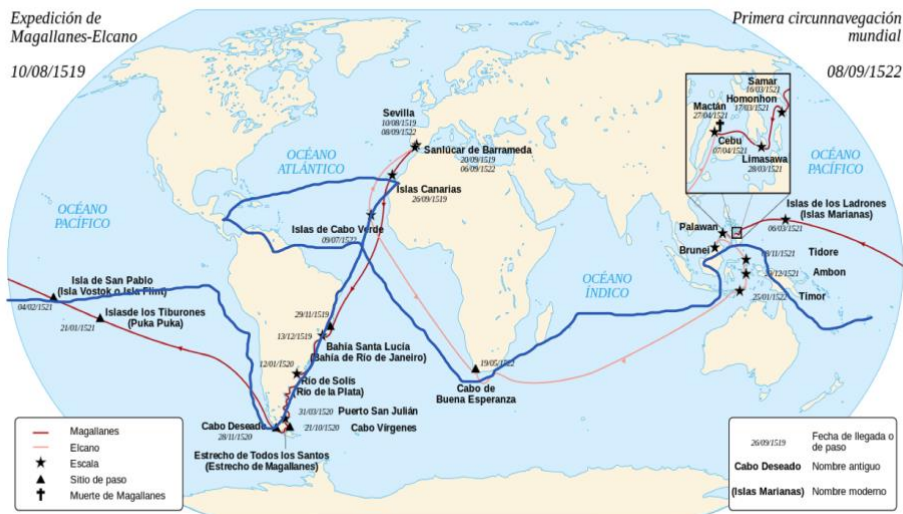 Expedición de
Magallanes-Elcano
10/08/1519
Primera circunnavegación
mundial
08/09/1522
Samar
16/03/1521
Homonhon
17/03/1521
Mactán
27/04/1521
Cebu
07/04/1521
Limasawa
28/03/1521
Sevilla
10/08/1519
08/09/1522
Sanlúcar de Barrameda
20/09/1519
06/09/1522
OCÉANO
ATLÁNTICO
Islas Canarias
26/09/1519
OCÉANO
PACÍFICO
OCÉANO
PACÍFICO
Islas de los Ladrones
(Islas Marianas)
06/03/1521
Islas de Cabo Verde
09/07/1522
Palawan
Brunei
08/11/1521
Tidore
Ambon
25/01/1522
Timor
OCÉANO
ÍNDICO
Isla de San Pablo
(Isla Vostok o Isla Flint)
04/02/1521
Islasde los Tiburones
(Puka Puka)
21/01/1521
29/11/1519
13/12/1519
Bahía Santa Lucía
(Bahía de Río de Janeiro)
12/01/1520
Río de Solís
(Río de la Plata)
19/05/1522
Cabo de
Buena Esperanza
31/03/1520
Puerto San Julián
Cabo Deseado
28/11/1520
21/10/1520
Cabo Vírgenes
Estrecho de Todos los Santos
(Estrecho de Magallanes)
Magallanes
Elcano
Escala
Sitio de paso
Muerte de Magallanes
26/09/1519
Fecha de llegada o
de paso
Cabo Deseado
Nombre antiguo
(Islas Marianas)
Nombre moderno